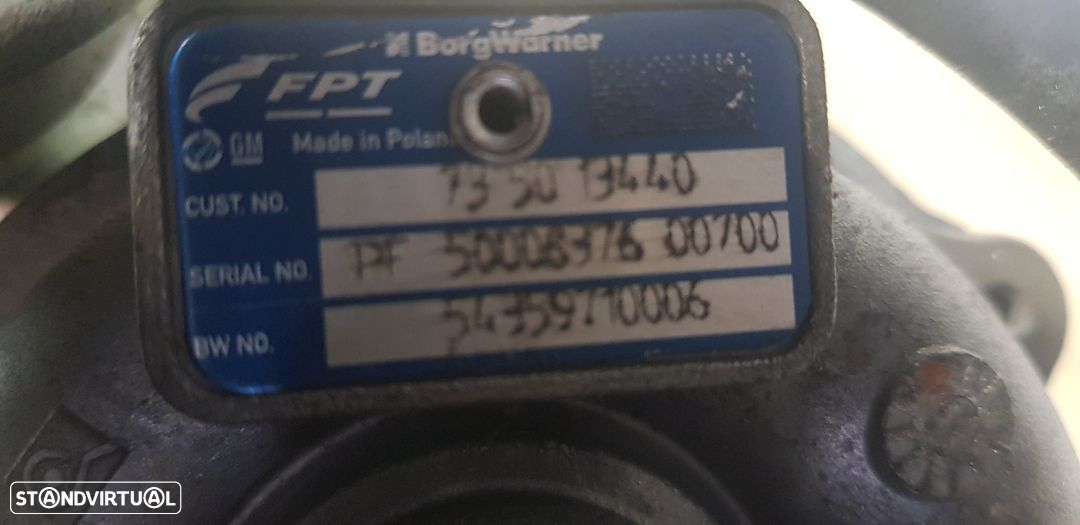 BorgWarner
FPT
GM Made in Polan
CUST. NO. 73 50 13440
SERIAL NO. PF 50008376 00700
BW NO. 54359710006
STANDVIRTUAL